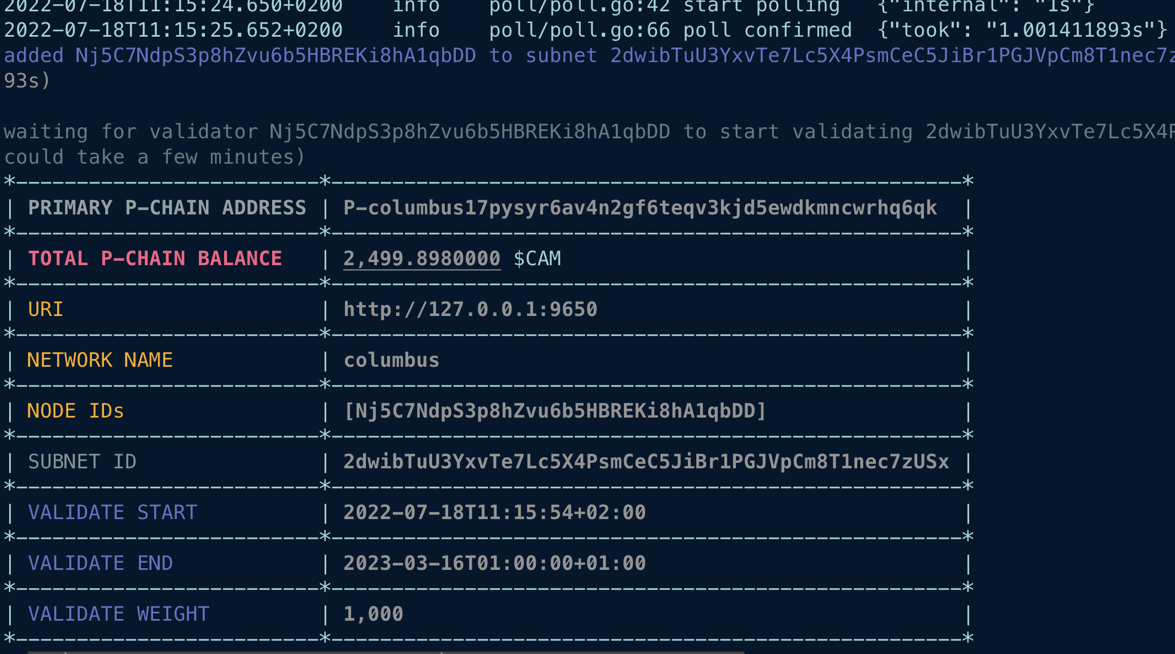 2022-07-18T11:15:24.650+0200    info    poll/poll.go:42 start polling   {"internal": "1s"}
2022-07-18T11:15:25.652+0200    info    poll/poll.go:66 poll confirmed  {"took": "1.001411893s"}
added Nj5C7NdpS3p8hZvu6b5HBREKi8hA1qbDD to subnet 2dwibTuU3YxvTe7Lc5X4PsmCeC5JiBr1PGJVpCm8T1nec7z
93s)
waiting for validator Nj5C7NdpS3p8hZvu6b5HBREKi8hA1qbDD to start validating 2dwibTuU3YxvTe7Lc5X4P
could take a few minutes)
*-------------------------*----------------------------------------------------*
| PRIMARY P-CHAIN ADDRESS | P-columbus17pysyr6av4n2gf6teqv3kjd5ewdkmncwrhq6qk  |
*-------------------------*----------------------------------------------------*
| TOTAL P-CHAIN BALANCE   | 2,499.8980000 $CAM                                 |
*-------------------------*----------------------------------------------------*
| URI                     | http://127.0.0.1:9650                              |
*-------------------------*----------------------------------------------------*
| NETWORK NAME            | columbus                                           |
*-------------------------*----------------------------------------------------*
| NODE IDs                | [Nj5C7NdpS3p8hZvu6b5HBREKi8hA1qbDD]                |
*-------------------------*----------------------------------------------------*
| SUBNET ID               | 2dwibTuU3YxvTe7Lc5X4PsmCeC5JiBr1PGJVpCm8T1nec7zUSx |
*-------------------------*----------------------------------------------------*
| VALIDATE START          | 2022-07-18T11:15:54+02:00                          |
*-------------------------*----------------------------------------------------*
| VALIDATE END            | 2023-03-16T01:00:00+01:00                          |
*-------------------------*----------------------------------------------------*
| VALIDATE WEIGHT         | 1,000                                              |
*-------------------------*----------------------------------------------------*